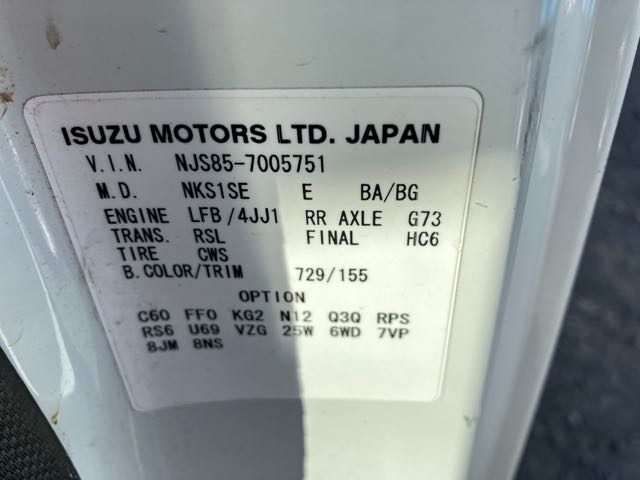 ISUZU MOTORS LTD. JAPAN
V.I.N. NJS85-7005751
M.D. NKS1SE E BA/BG
ENGINE LFB/4JJ1 RR AXLE G73
TRANS. RSL FINAL HC6
TIRE CWS
B.COLOR/TRIM 729/155
OPTION
C60 FF0 KG2 N12 Q3Q RPS
RS6 U69 VZG 25W 6WD 7VP
8JM 8NS